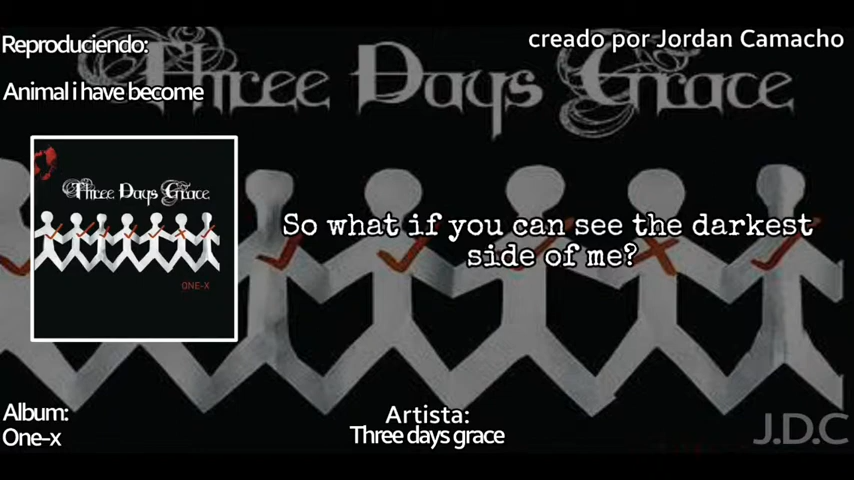 Reproduciendo:
creado por Jordan Camacho
Three Days Grace
Animal i have become
Three Days Grace
So what if you can see the darkest
side of me?
ONE-X
Album:
One-x
Artista:
Three days grace
J.D.C